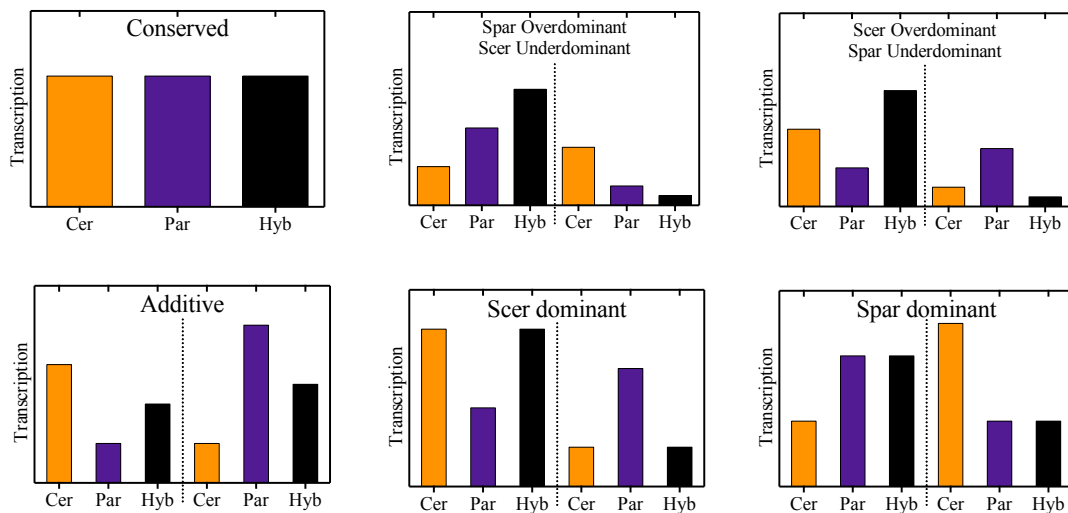 Conserved
Transcription
Cer Par Hyb
Spar Overdominant
Scer Underdominant
Transcription
Cer Par Hyb Cer Par Hyb
Scer Overdominant
Spar Underdominant
Transcription
Cer Par Hyb Cer Par Hyb
Additive
Transcription
Cer Par Hyb Cer Par Hyb
Scer dominant
Transcription
Cer Par Hyb Cer Par Hyb
Spar dominant
Transcription
Cer Par Hyb Cer Par Hyb